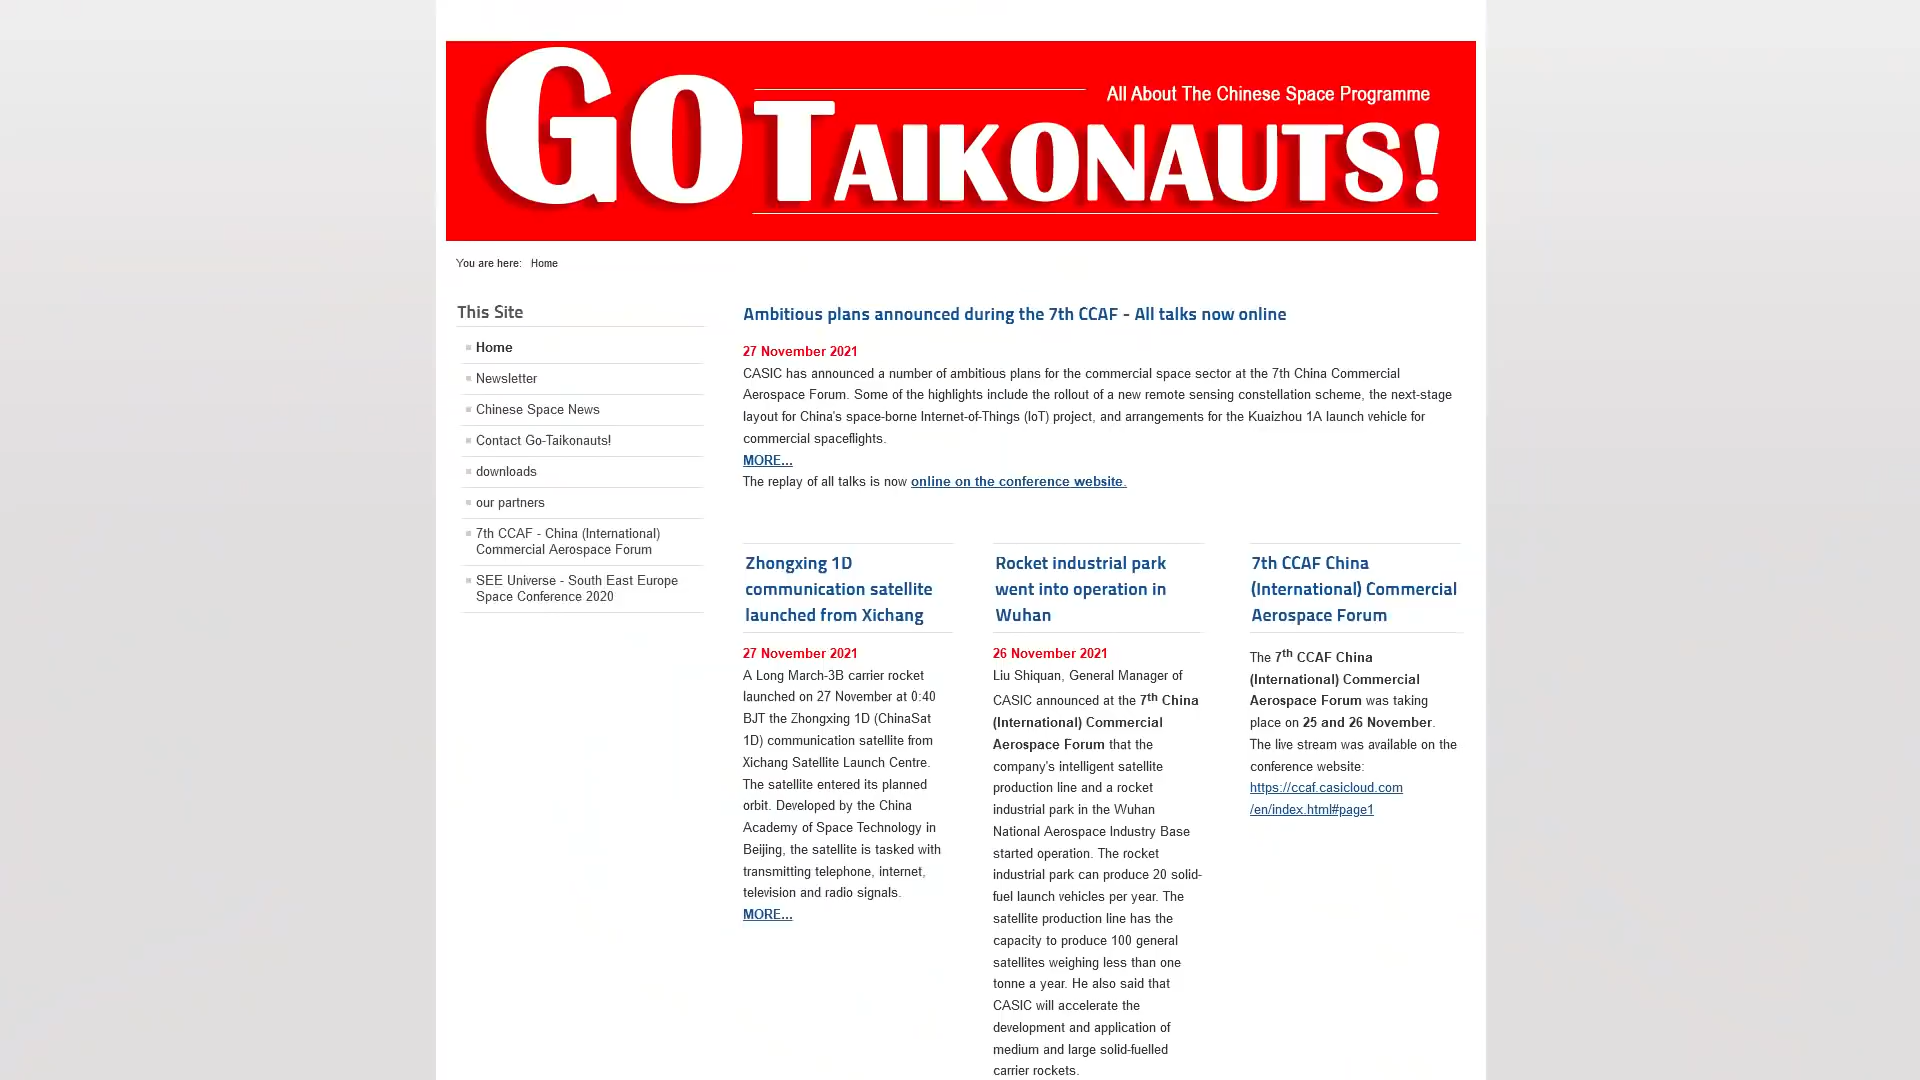 All About The Chinese Space Programme
GO TAIKONAUTS!
You are here: Home
This Site
Home
Newsletter
Chinese Space News
Contact Go-Taikonauts!
downloads
our partners
7th CCAF - China (International)
Commercial Aerospace Forum
SEE Universe - South East Europe
Space Conference 2020
Ambitious plans announced during the 7th CCAF - All talks now online
27 November 2021
CASIC has announced a number of ambitious plans for the commercial space sector at the 7th China Commercial
Aerospace Forum. Some of the highlights include the rollout of a new remote sensing constellation scheme, the next-stage
layout for China's space-borne Internet-of-Things (IoT) project, and arrangements for the Kuaizhou 1A launch vehicle for
commercial spaceflights.
MORE...
The replay of all talks is now online on the conference website.
Zhongxing 1D
communication satellite
launched from Xichang
27 November 2021
A Long March-3B carrier rocket
launched on 27 November at 0:40
BJT the Zhongxing 1D (ChinaSat
1D) communication satellite from
Xichang Satellite Launch Centre.
The satellite entered its planned
orbit. Developed by the China
Academy of Space Technology in
Beijing, the satellite is tasked with
transmitting telephone, internet,
television and radio signals.
MORE...
Rocket industrial park
went into operation in
Wuhan
26 November 2021
Liu Shiquan, General Manager of
CASIC announced at the 7th China
(International) Commercial
Aerospace Forum that the
company's intelligent satellite
production line and a rocket
industrial park in the Wuhan
National Aerospace Industry Base
started operation. The rocket
industrial park can produce 20 solid-
fuel launch vehicles per year. The
satellite production line has the
capacity to produce 100 general
satellites weighing less than one
tonne a year. He also said that
CASIC will accelerate the
development and application of
medium and large solid-fuelled
carrier rockets.
7th CCAF China
(International) Commercial
Aerospace Forum
The 7th CCAF China
(International) Commercial
Aerospace Forum was taking
place on 25 and 26 November.
The live stream was available on the
conference website:
https://ccaf.casicloud.com
/en/index.html#page1